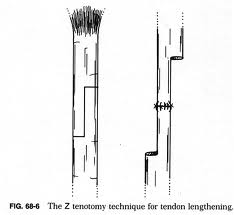 FIG. 68-6 The Z tenotomy technique for tendon lengthening.